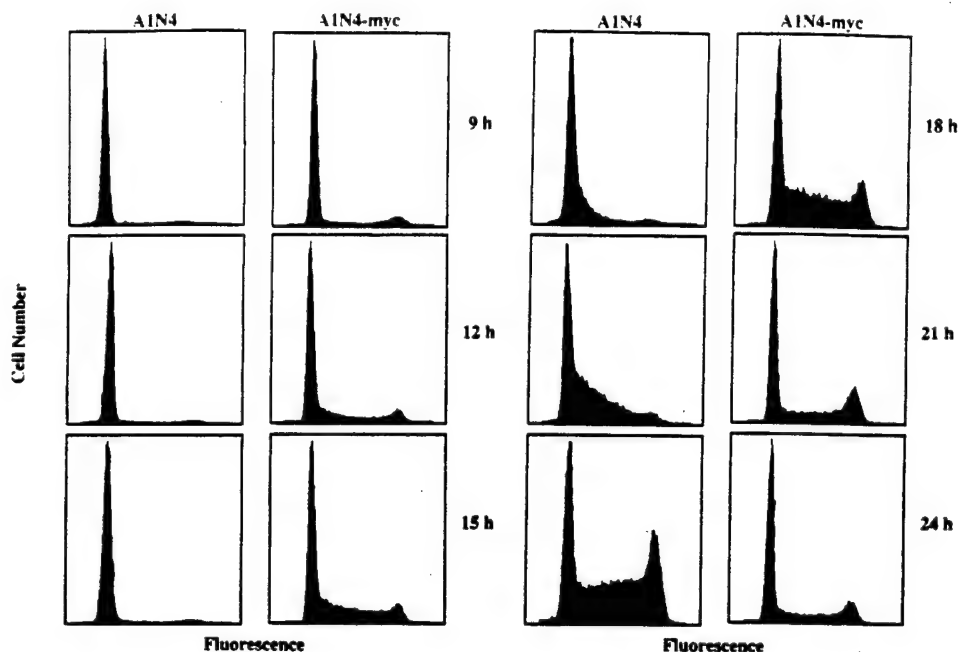 A1N4 A1N4-myc A1N4 A1N4-myc
9 h 18 h
12 h 21 h
Cell Number
15 h 24 h
Fluorescence Fluorescence